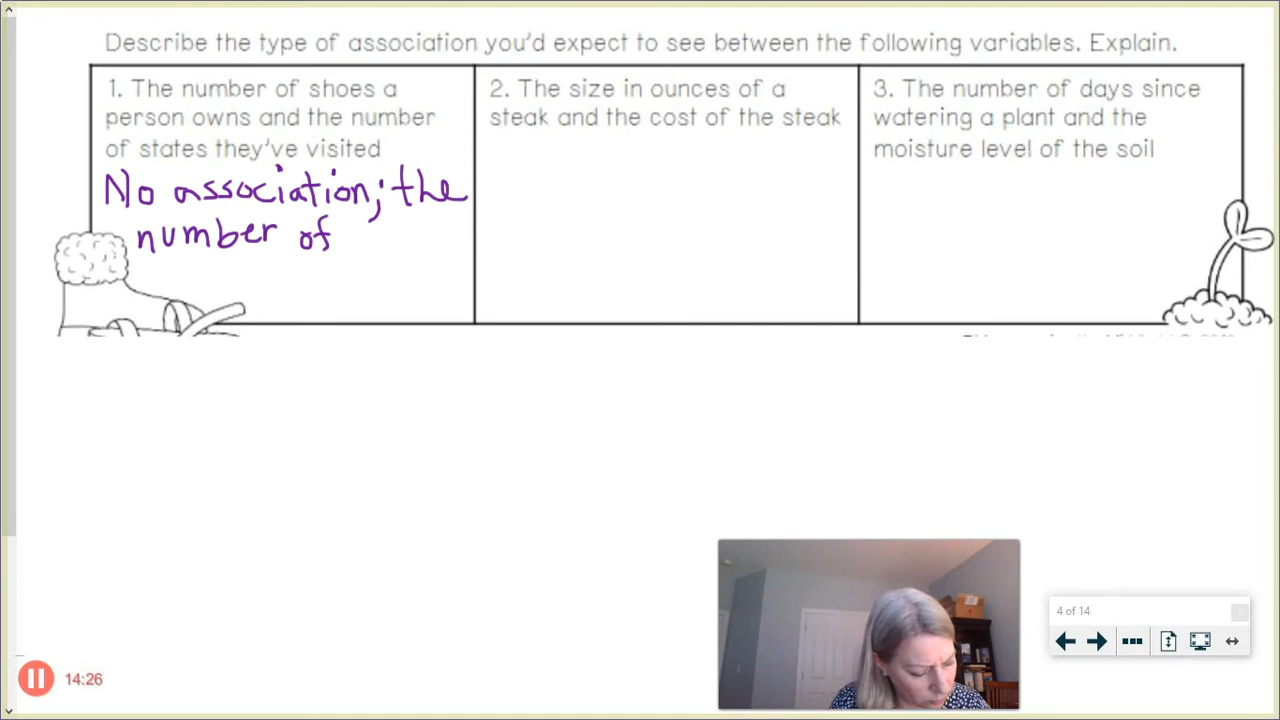 Describe the type of association you'd expect to see between the following variables. Explain.
1. The number of shoes a
person owns and the number
of states they've visited
No association; the
number of
2. The size in ounces of a
steak and the cost of the steak
3. The number of days since
watering a plant and the
moisture level of the soil
4 of 14
14:26